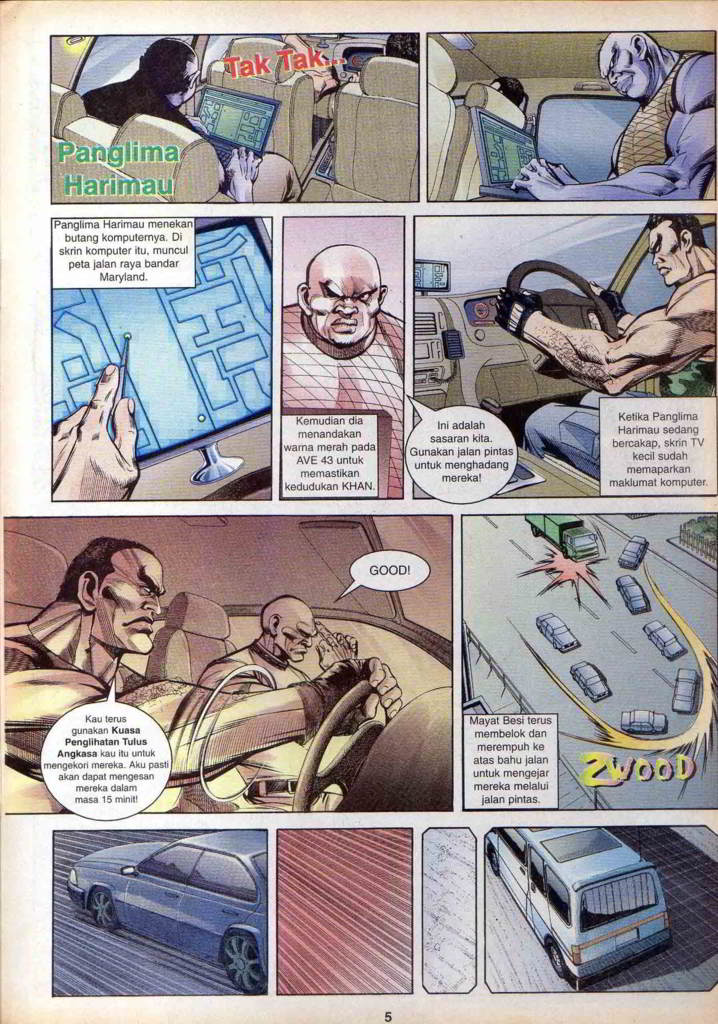 Tak Tak...
Panglima
Harimau
Panglima Harimau menekan
butang komputernya. Di
skrin komputer itu, muncul
peta jalan raya bandar
Maryland.
Kemudian dia
menandakan
warna merah pada
AVE 43 untuk
memastikan
kedudukan KHAN.
Ini adalah
sasaran kita.
Gunakan jalan pintas
untuk menghadang
mereka!
Ketika Panglima
Harimau sedang
bercakap, skrin TV
kecil sudah
memaparkan
maklumat komputer.
GOOD!
Kau terus
gunakan Kuasa
Penglihatan Tulus
Angkasa kau itu untuk
mengekori mereka. Aku pasti
akan dapat mengesan
mereka dalam
masa 15 minit!
Mayat Besi terus
membelok dan
merempuh ke
atas bahu jalan
untuk mengejar
mereka melalui
jalan pintas.
ZWOOD
5